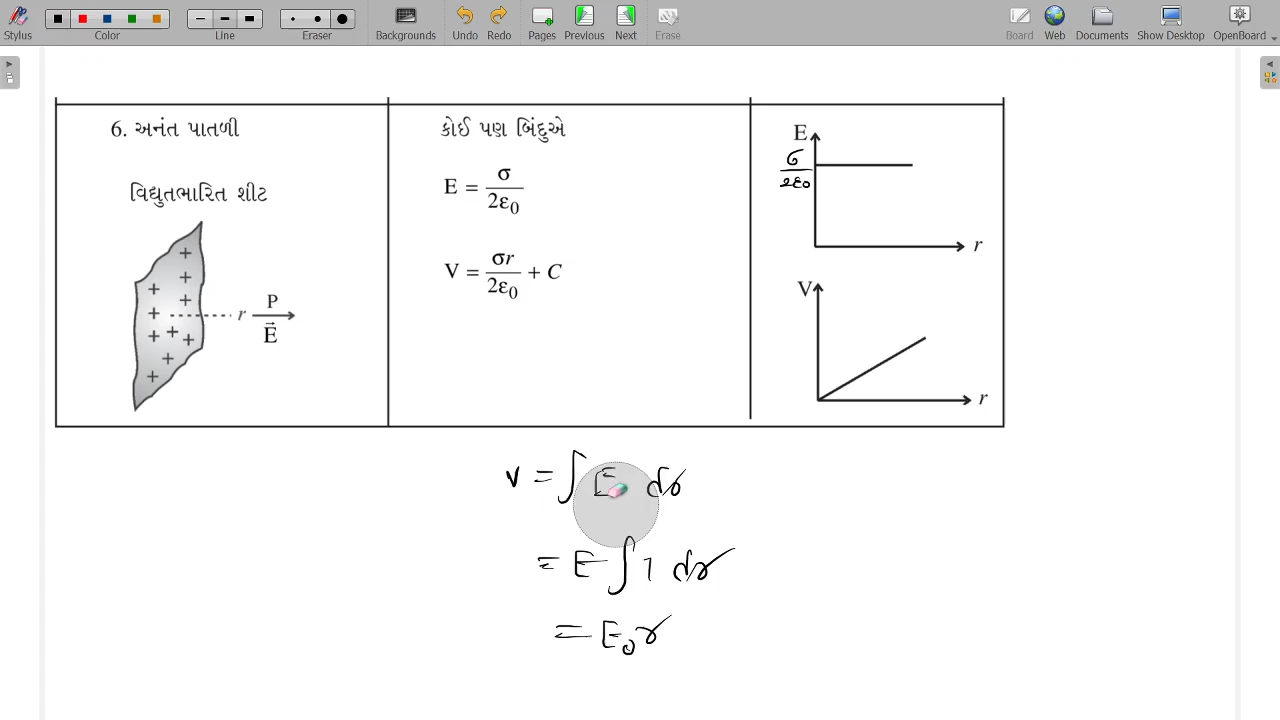 Stylus
Color
Line
Eraser
Backgrounds
Undo
Redo
Pages
Previous
Next
Erase
Board
Web
Documents
Show Desktop
OpenBoard
6. અનંત પાતળી
વિદ્યુતભારિત શીટ
+ + + + + + + + + + +
r P
E⃗
કોઈ પણ બિંદુએ
E = σ/2ε₀
V = σr/2ε₀ + C
E
σ/2ε₀
r
V
r
v = ∫ E dr
= E ∫ 1 dr
= E₀ r